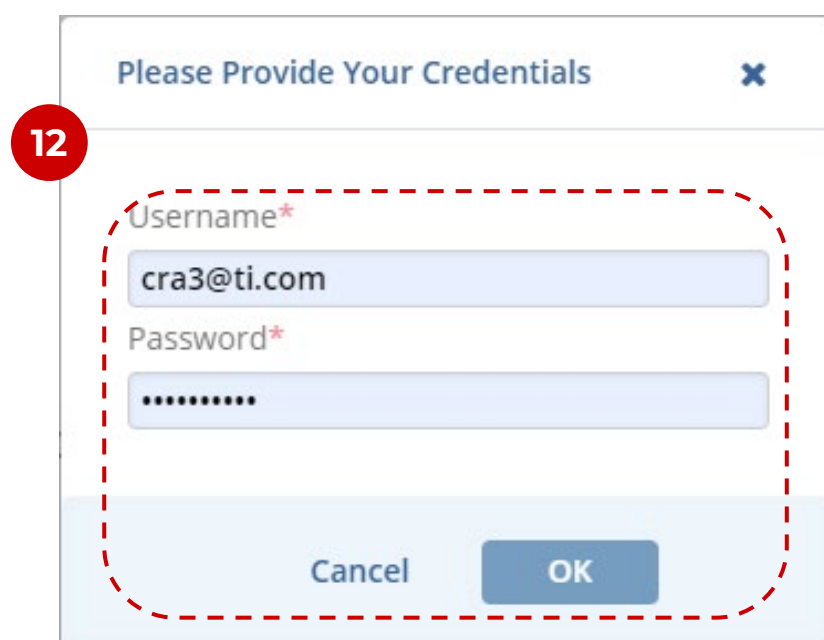 Please Provide Your Credentials ×
12
Username*
cra3@ti.com
Password*
••••••••••
Cancel OK